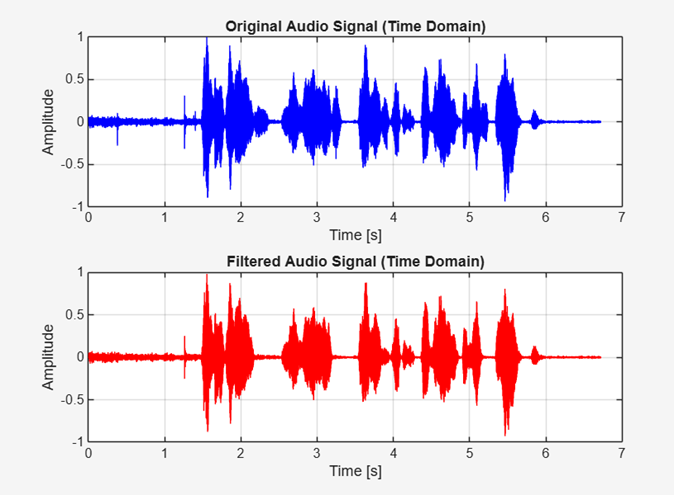 Original Audio Signal (Time Domain)
1
0.5
0
-0.5
-1
Amplitude
0 1 2 3 4 5 6 7
Time [s]
Filtered Audio Signal (Time Domain)
1
0.5
0
-0.5
-1
Amplitude
0 1 2 3 4 5 6 7
Time [s]